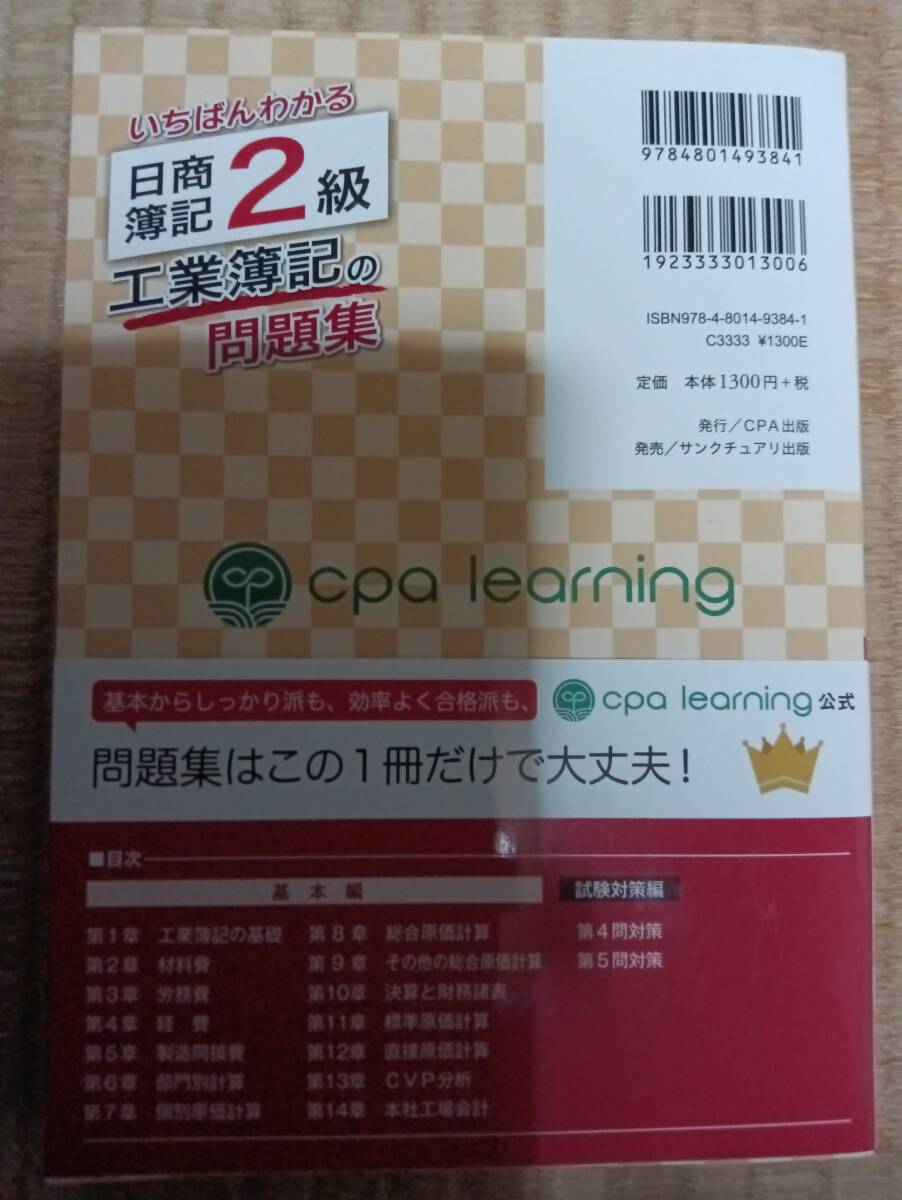 いちばんわかる
日商
簿記
2級
工業簿記の
問題集
9784801493841
1923333013006
ISBN978-4-8014-9384-1
C3333 ¥1300E
定価 本体1300円+税
発行/CPA出版
発売/サンクチュアリ出版
cpa learning
基本からしっかり派も、効率よく合格派も、
cpa learning 公式
問題集はこの1冊だけで大丈夫!
■目次
基本編
第1章 工業簿記の基礎
第2章 材料費
第3章 労務費
第4章 経 費
第5章 製造間接費
第6章 部門別計算
第7章 個別原価計算
第8章 総合原価計算
第9章 その他の総合原価計算
第10章 決算と財務諸表
第11章 標準原価計算
第12章 直接原価計算
第13章 CVP分析
第14章 本社工場会計
試験対策編
第4問対策
第5問対策